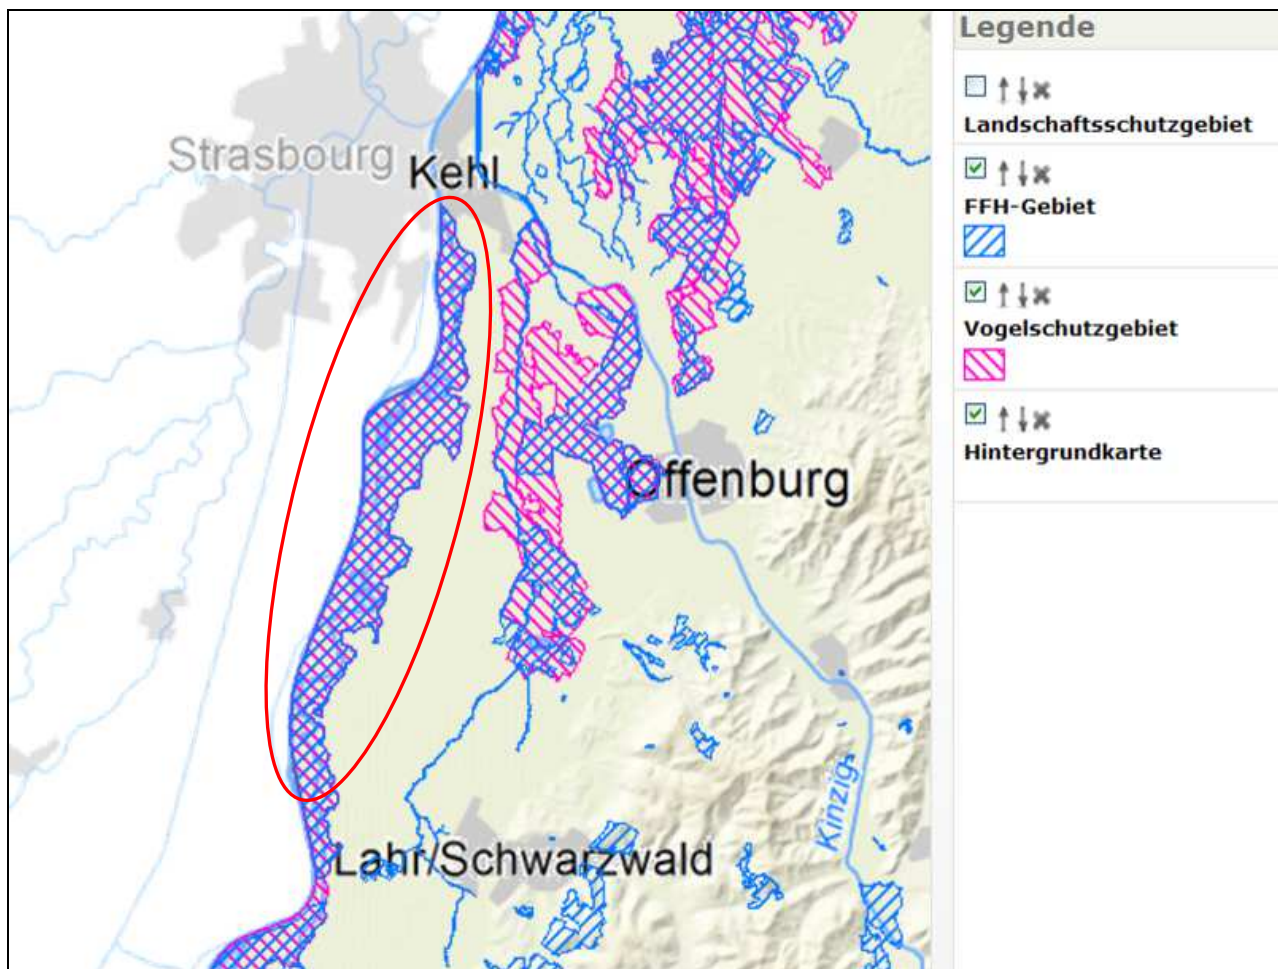 Legende
Landschaftsschutzgebiet
FFH-Gebiet
Vogelschutzgebiet
Hintergrundkarte
Strasbourg
Kehl
Offenburg
Kinzig
Lahr/Schwarzwald